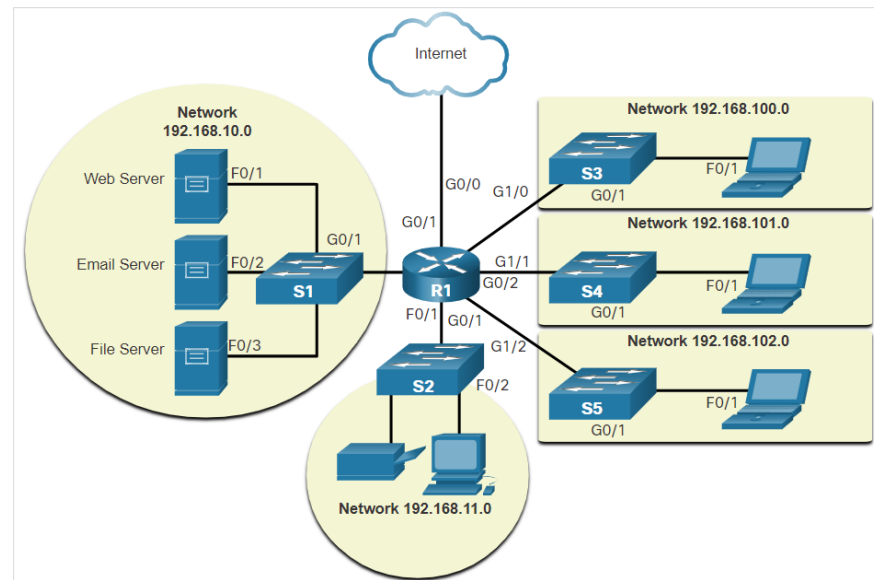 Internet
Network
192.168.10.0
Web Server
F0/1
Email Server
F0/2
File Server
F0/3
G0/1
S1
G0/0
G0/1
G1/0
R1
G1/1
G0/2
F0/1
G0/1
G1/2
S2
F0/2
Network 192.168.11.0
Network 192.168.100.0
S3
F0/1
G0/1
Network 192.168.101.0
S4
F0/1
G0/1
Network 192.168.102.0
S5
F0/1
G0/1